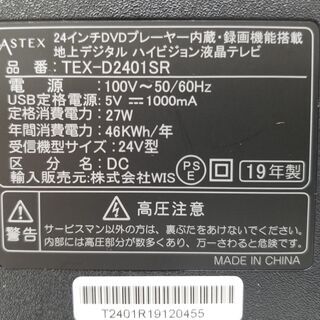 ASTEX 24インチDVDプレーヤー内蔵・録画機能搭載
地上デジタル ハイビジョン液晶テレビ
品 番:TEX-D2401SR
電 源:100V～50/60Hz
USB定格電源:5V ⎓ 1000mA
定格消費電力:27W
年間消費電力:46KWh/年
受信機型サイズ:24V型
区 分 名:DC
輸入販売元:株式会社WIS
PSE
19年製
警告
高圧注意
サービスマン以外の方は、裏ぶたをあけないでください。
内部には高圧部分が数多くあり、万一さわると危険です。
MADE IN CHINA
T2401R19120455